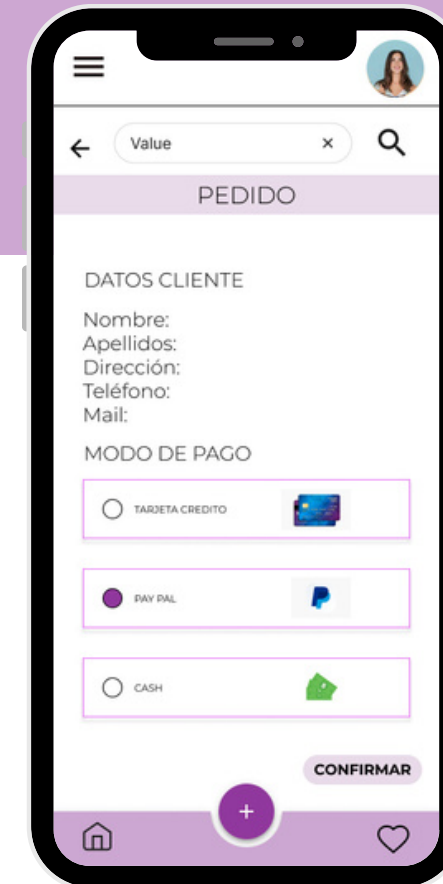 Value
PEDIDO
DATOS CLIENTE
Nombre:
Apellidos:
Dirección:
Teléfono:
Mail:
MODO DE PAGO
TARJETA CREDITO
PAY PAL
CASH
CONFIRMAR